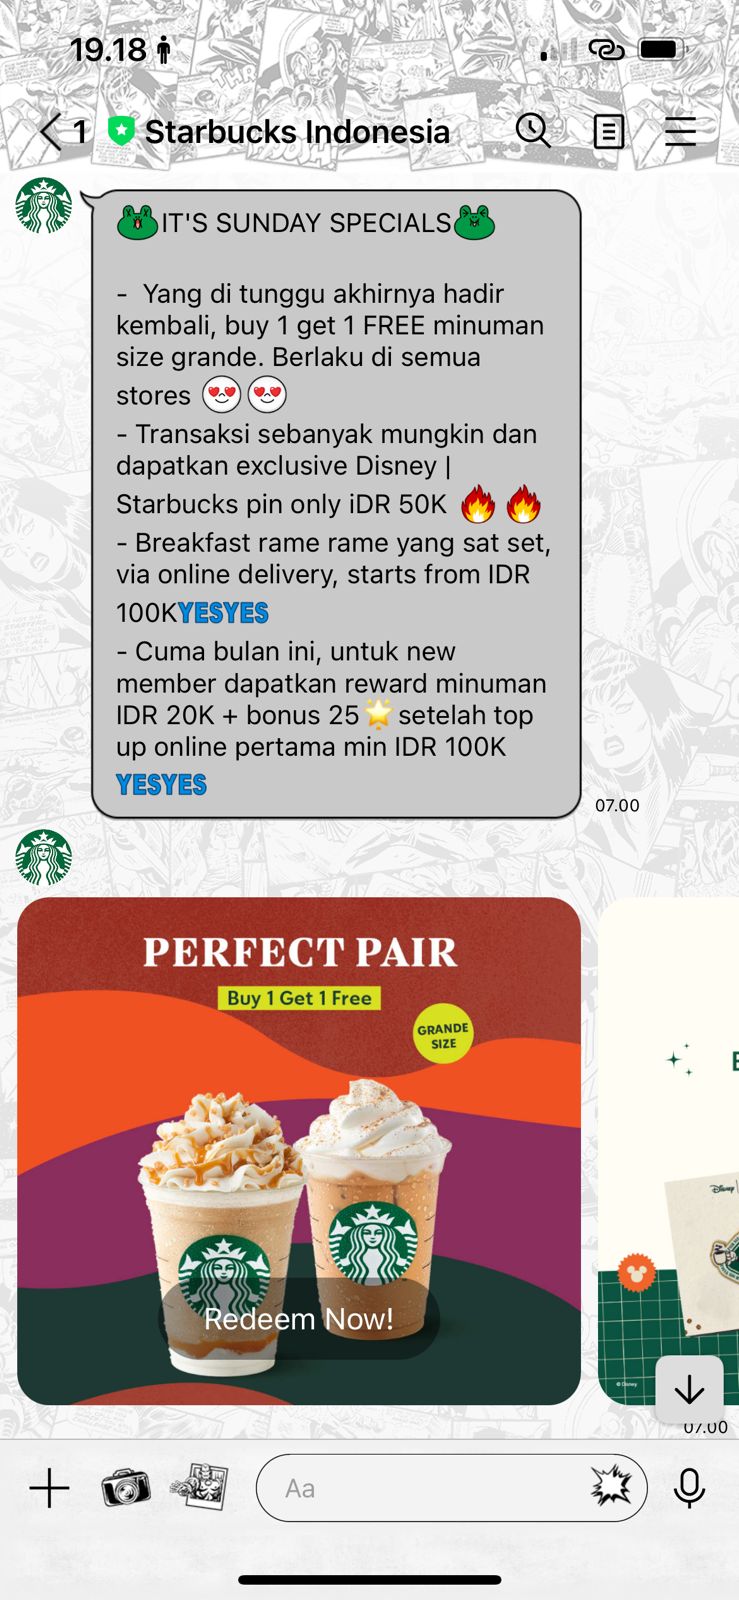 19.18
1 Starbucks Indonesia
IT'S SUNDAY SPECIALS
-  Yang di tunggu akhirnya hadir
kembali, buy 1 get 1 FREE minuman
size grande. Berlaku di semua
stores
- Transaksi sebanyak mungkin dan
dapatkan exclusive Disney |
Starbucks pin only iDR 50K
- Breakfast rame rame yang sat set,
via online delivery, starts from IDR
100KYESYES
- Cuma bulan ini, untuk new
member dapatkan reward minuman
IDR 20K + bonus 25🌟setelah top
up online pertama min IDR 100K
YESYES
07.00
PERFECT PAIR
Buy 1 Get 1 Free
GRANDE
SIZE
Disney
Redeem Now!
© Disney
07.00
Aa